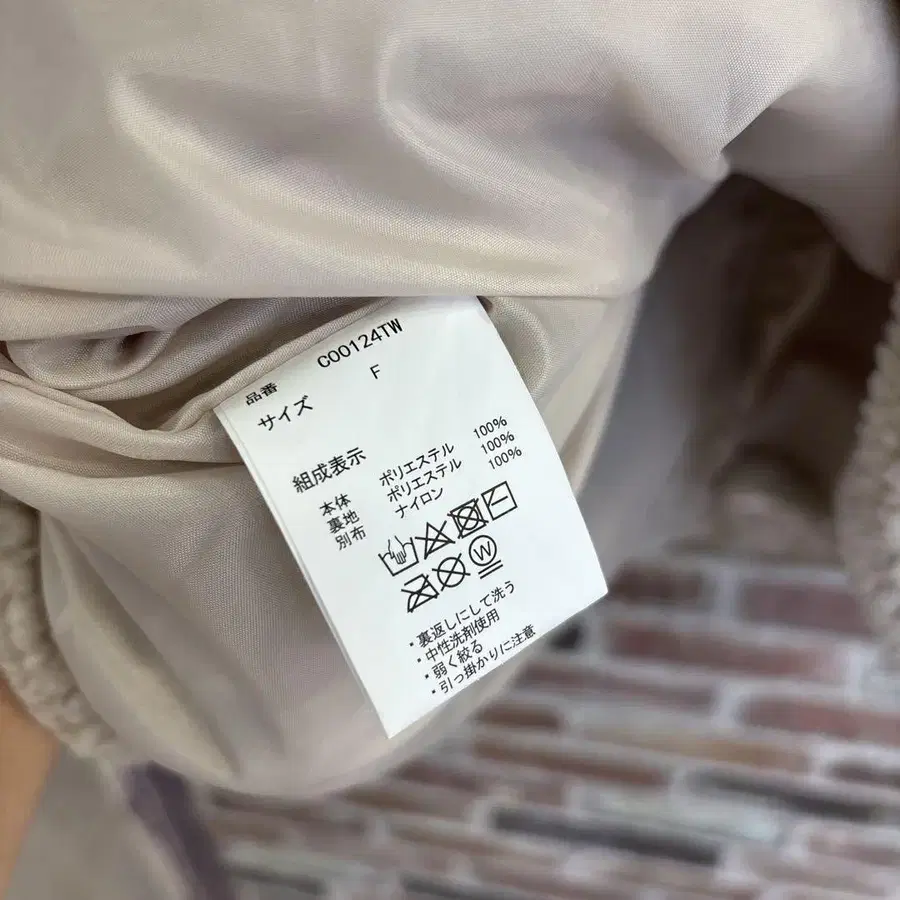 品番 C00124TW
サイズ F
組成表示
本体 ポリエステル 100%
裏地 ポリエステル 100%
別布 ナイロン 100%
W
・裏返しにして洗う
・中性洗剤使用
・弱く絞る
・引っ掛かりに注意